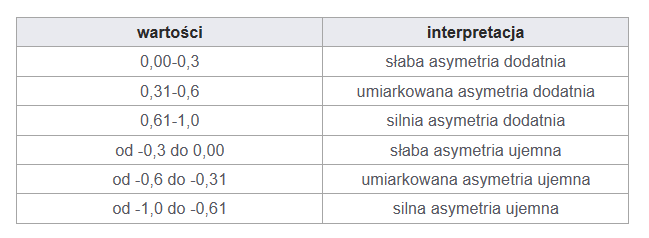 wartości interpretacja
0,00-0,3 słaba asymetria dodatnia
0,31-0,6 umiarkowana asymetria dodatnia
0,61-1,0 silnia asymetria dodatnia
od -0,3 do 0,00 słaba asymetria ujemna
od -0,6 do -0,31 umiarkowana asymetria ujemna
od -1,0 do -0,61 silna asymetria ujemna